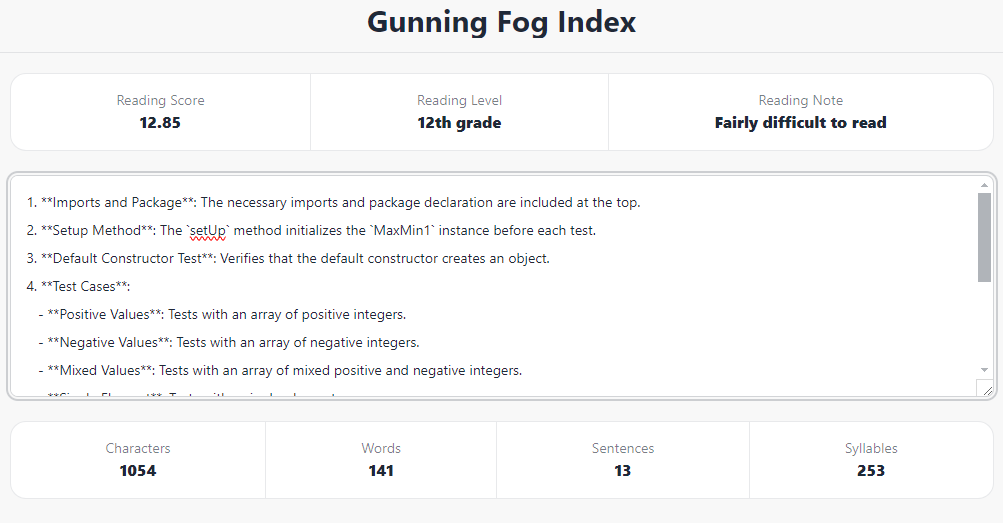 Gunning Fog Index
Reading Score
12.85
Reading Level
12th grade
Reading Note
Fairly difficult to read
1. **Imports and Package**: The necessary imports and package declaration are included at the top.
2. **Setup Method**: The `setUp` method initializes the `MaxMin1` instance before each test.
3. **Default Constructor Test**: Verifies that the default constructor creates an object.
4. **Test Cases**:
- **Positive Values**: Tests with an array of positive integers.
- **Negative Values**: Tests with an array of negative integers.
- **Mixed Values**: Tests with an array of mixed positive and negative integers.
Characters
1054
Words
141
Sentences
13
Syllables
253